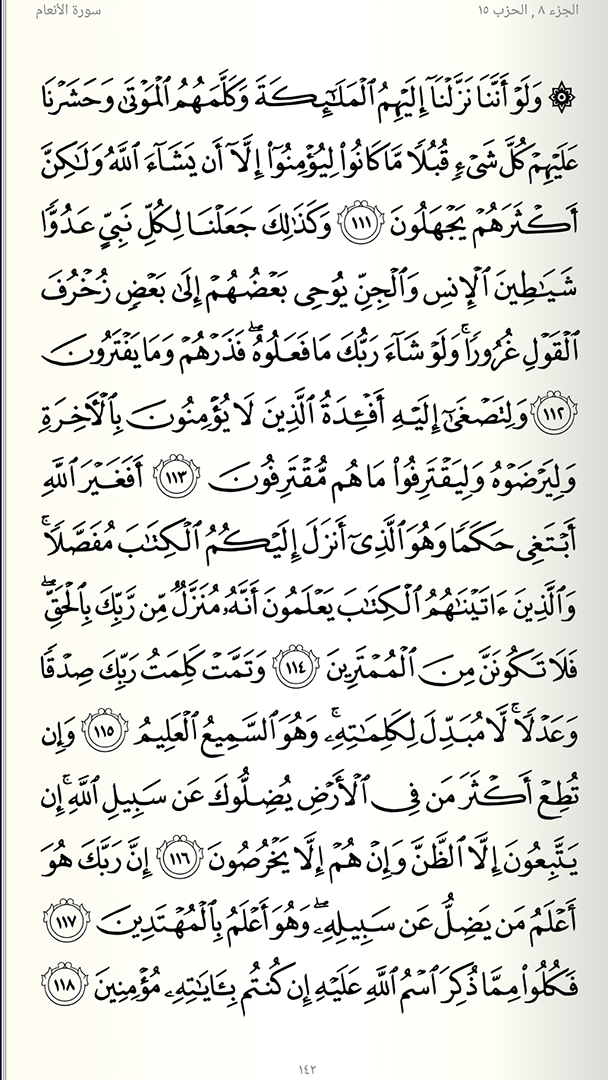 سورة الأنعام الجزء ٨ , الحزب ١٥
۞ وَلَوْ أَنَّنَا نَزَّلْنَآ إِلَيْهِمُ ٱلْمَلَٰٓئِكَةَ وَكَلَّمَهُمُ ٱلْمَوْتَىٰ وَحَشَرْنَا
عَلَيْهِمْ كُلَّ شَىْءٍ قُبُلًا مَّا كَانُوا۟ لِيُؤْمِنُوٓا۟ إِلَّآ أَن يَشَآءَ ٱللَّهُ وَلَٰكِنَّ
أَكْثَرَهُمْ يَجْهَلُونَ ١١١ وَكَذَٰلِكَ جَعَلْنَا لِكُلِّ نَبِىٍّ عَدُوًّا
شَيَٰطِينَ ٱلْإِنسِ وَٱلْجِنِّ يُوحِى بَعْضُهُمْ إِلَىٰ بَعْضٍ زُخْرُفَ
ٱلْقَوْلِ غُرُورًا ۚ وَلَوْ شَآءَ رَبُّكَ مَا فَعَلُوهُ ۖ فَذَرْهُمْ وَمَا يَفْتَرُونَ
١١٢ وَلِتَصْغَىٰٓ إِلَيْهِ أَفْـِٔدَةُ ٱلَّذِينَ لَا يُؤْمِنُونَ بِٱلْـَٔاخِرَةِ
وَلِيَرْضَوْهُ وَلِيَقْتَرِفُوا۟ مَا هُم مُّقْتَرِفُونَ ١١٣ أَفَغَيْرَ ٱللَّهِ
أَبْتَغِى حَكَمًا وَهُوَ ٱلَّذِىٓ أَنزَلَ إِلَيْكُمُ ٱلْكِتَٰبَ مُفَصَّلًا ۚ
وَٱلَّذِينَ ءَاتَيْنَٰهُمُ ٱلْكِتَٰبَ يَعْلَمُونَ أَنَّهُۥ مُنَزَّلٌ مِّن رَّبِّكَ بِٱلْحَقِّ ۖ
فَلَا تَكُونَنَّ مِنَ ٱلْمُمْتَرِينَ ١١٤ وَتَمَّتْ كَلِمَتُ رَبِّكَ صِدْقًا
وَعَدْلًا ۚ لَّا مُبَدِّلَ لِكَلِمَٰتِهِۦ ۚ وَهُوَ ٱلسَّمِيعُ ٱلْعَلِيمُ ١١٥ وَإِن
تُطِعْ أَكْثَرَ مَن فِى ٱلْأَرْضِ يُضِلُّوكَ عَن سَبِيلِ ٱللَّهِ ۚ إِن
يَتَّبِعُونَ إِلَّا ٱلظَّنَّ وَإِنْ هُمْ إِلَّا يَخْرُصُونَ ١١٦ إِنَّ رَبَّكَ هُوَ
أَعْلَمُ مَن يَضِلُّ عَن سَبِيلِهِۦ ۖ وَهُوَ أَعْلَمُ بِٱلْمُهْتَدِينَ ١١٧
فَكُلُوا۟ مِمَّا ذُكِرَ ٱسْمُ ٱللَّهِ عَلَيْهِ إِن كُنتُم بِـَٔايَٰتِهِۦ مُؤْمِنِينَ ١١٨
١٤٢